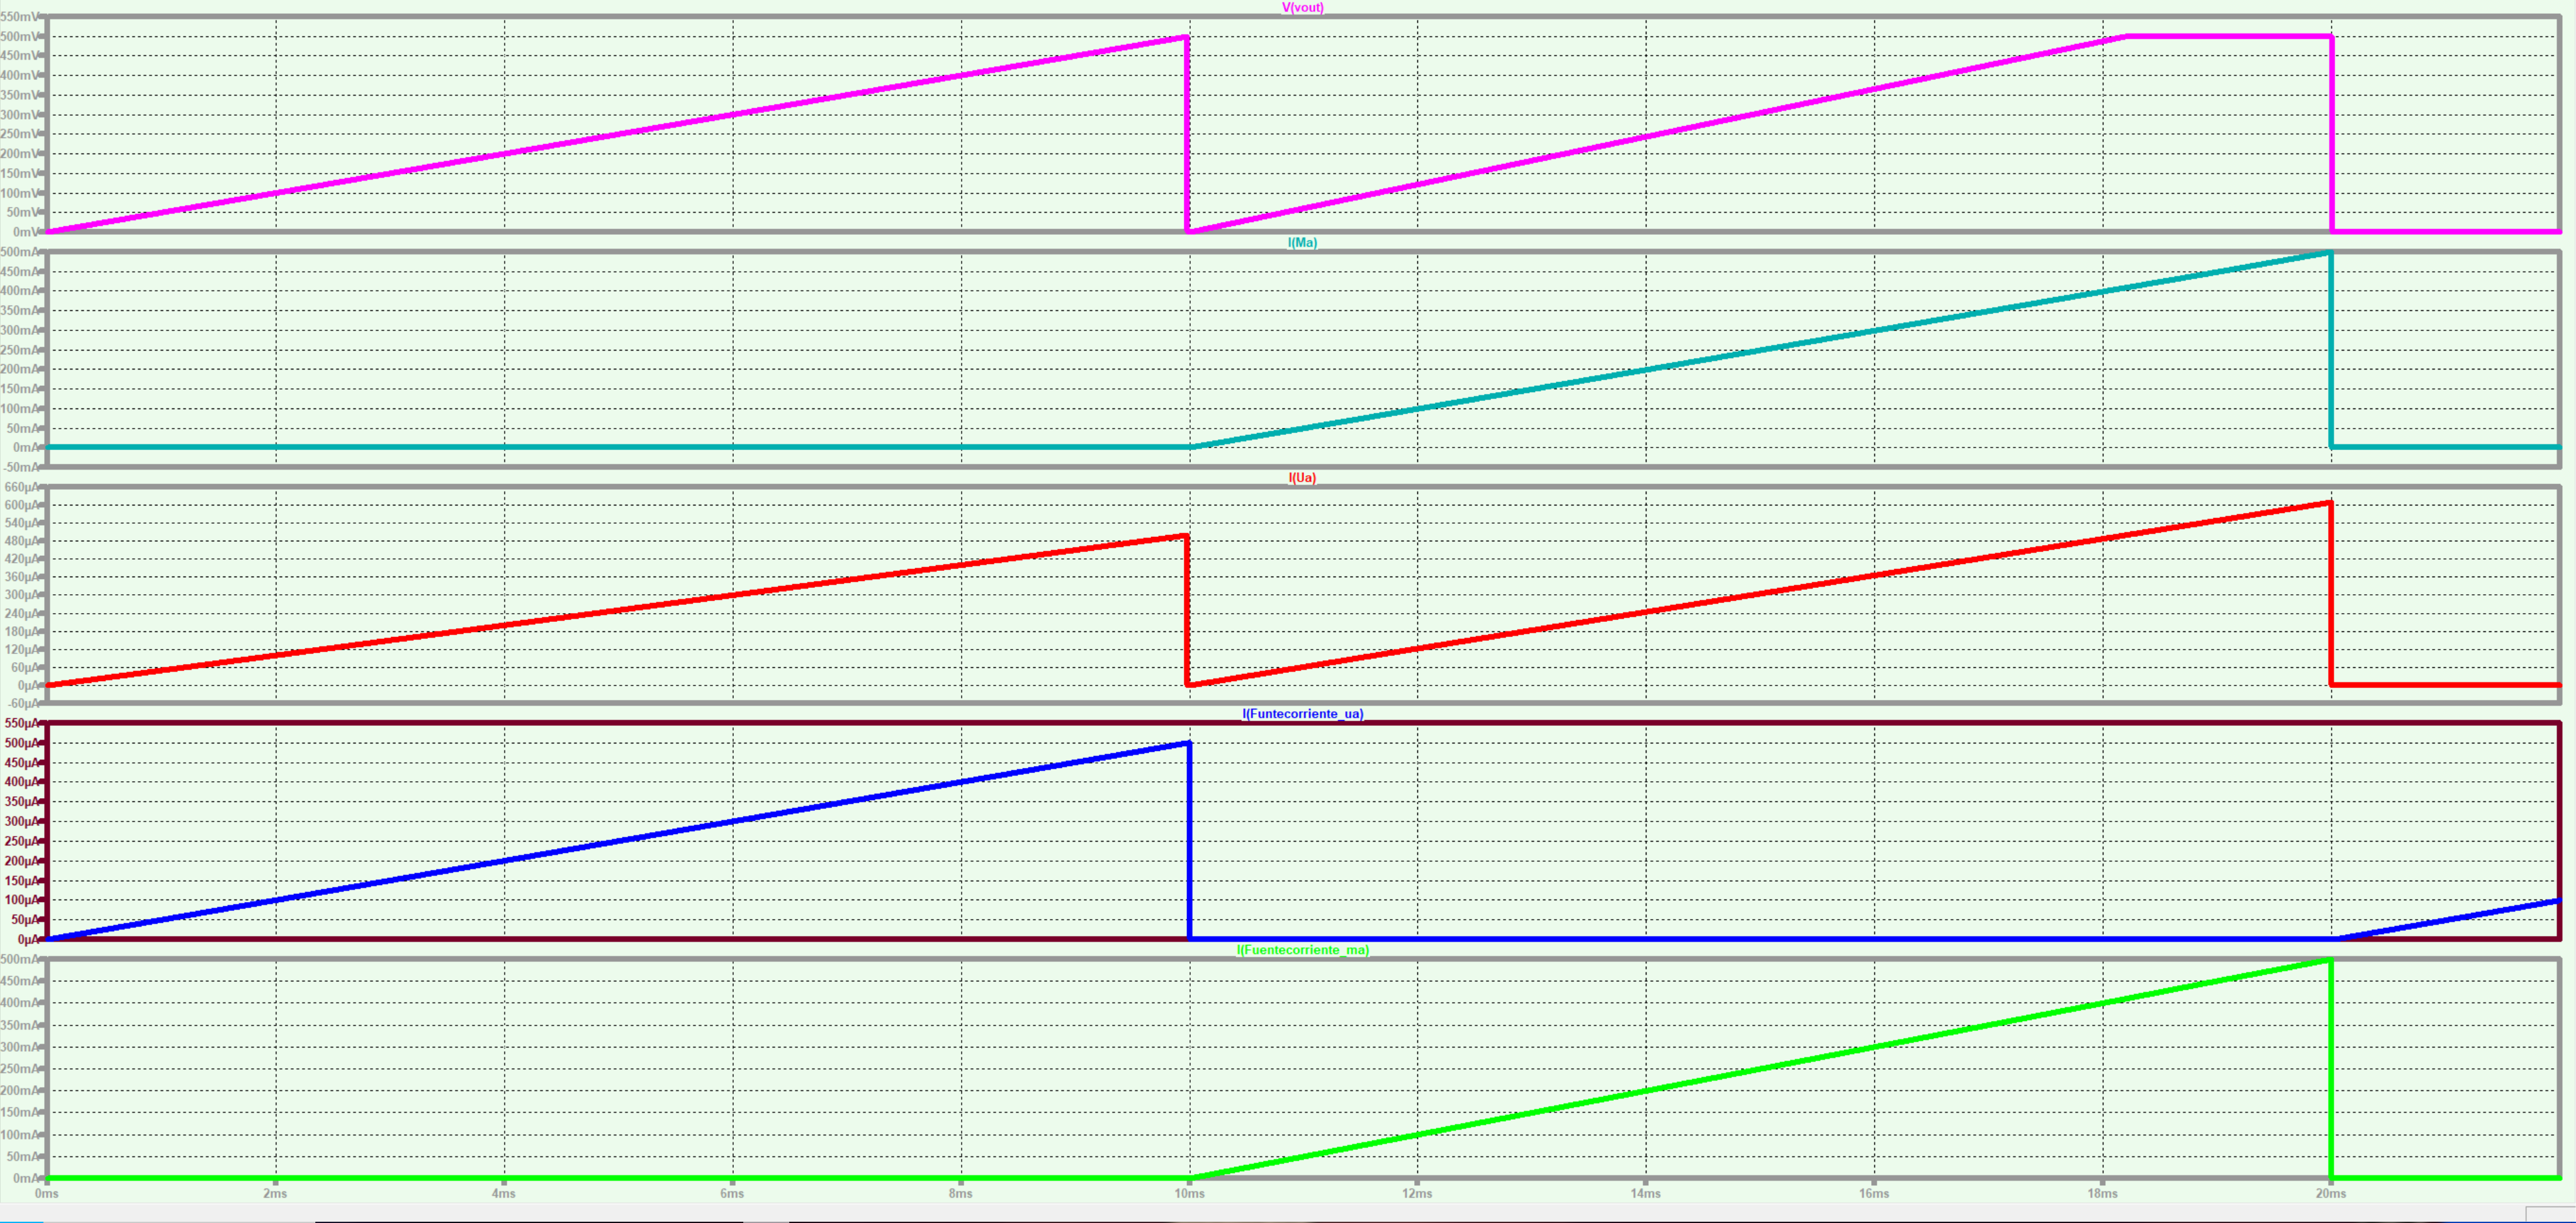 V(vout)
550mV
500mV
450mV
400mV
350mV
300mV
250mV
200mV
150mV
100mV
50mV
0mV
I(Ma)
500mA
450mA
400mA
350mA
300mA
250mA
200mA
150mA
100mA
50mA
0mA
-50mA
I(Ua)
660µA
600µA
540µA
480µA
420µA
360µA
300µA
240µA
180µA
120µA
60µA
0µA
-60µA
I(Funtecorriente_ua)
550µA
500µA
450µA
400µA
350µA
300µA
250µA
200µA
150µA
100µA
50µA
0µA
I(Fuentecorriente_ma)
500mA
450mA
400mA
350mA
300mA
250mA
200mA
150mA
100mA
50mA
0mA
0ms 2ms 4ms 6ms 8ms 10ms 12ms 14ms 16ms 18ms 20ms